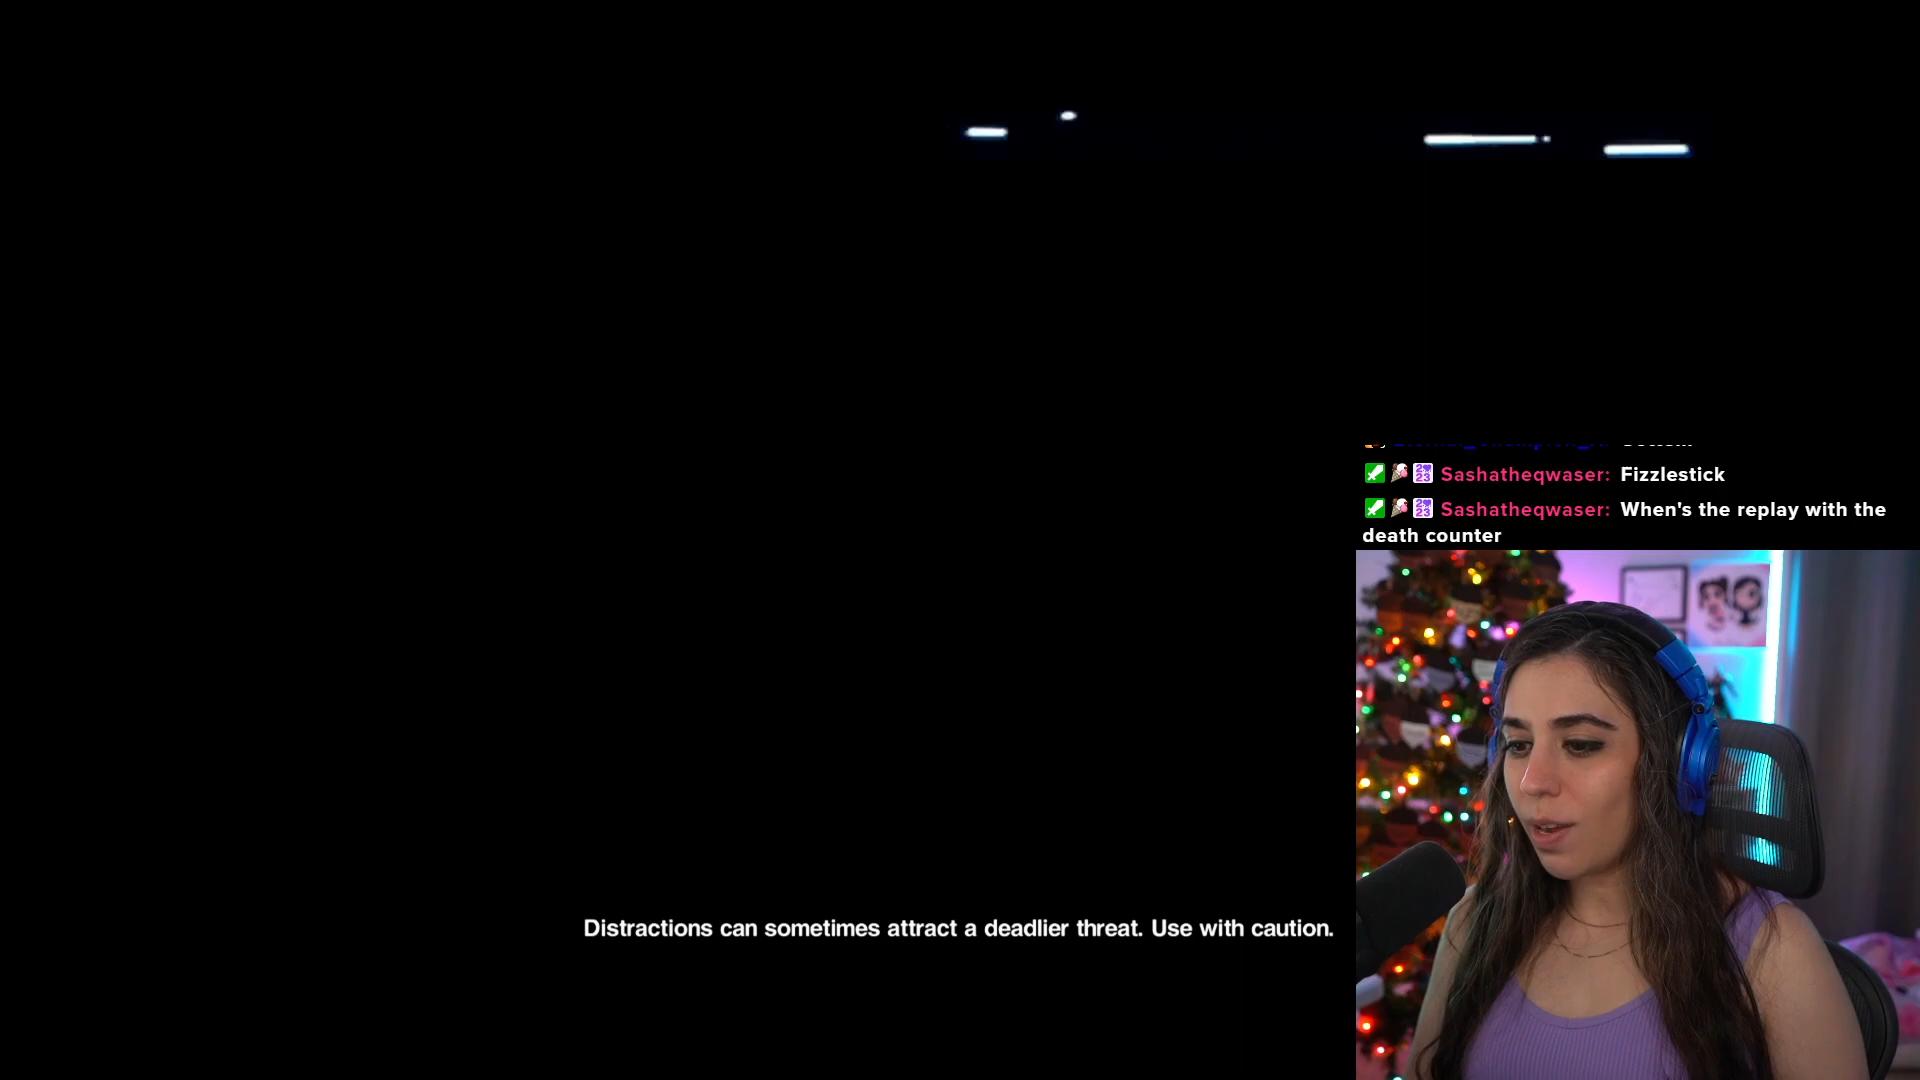 Sashatheqwaser: Fizzlestick
Sashatheqwaser: When's the replay with the
death counter
Distractions can sometimes attract a deadlier threat. Use with caution.